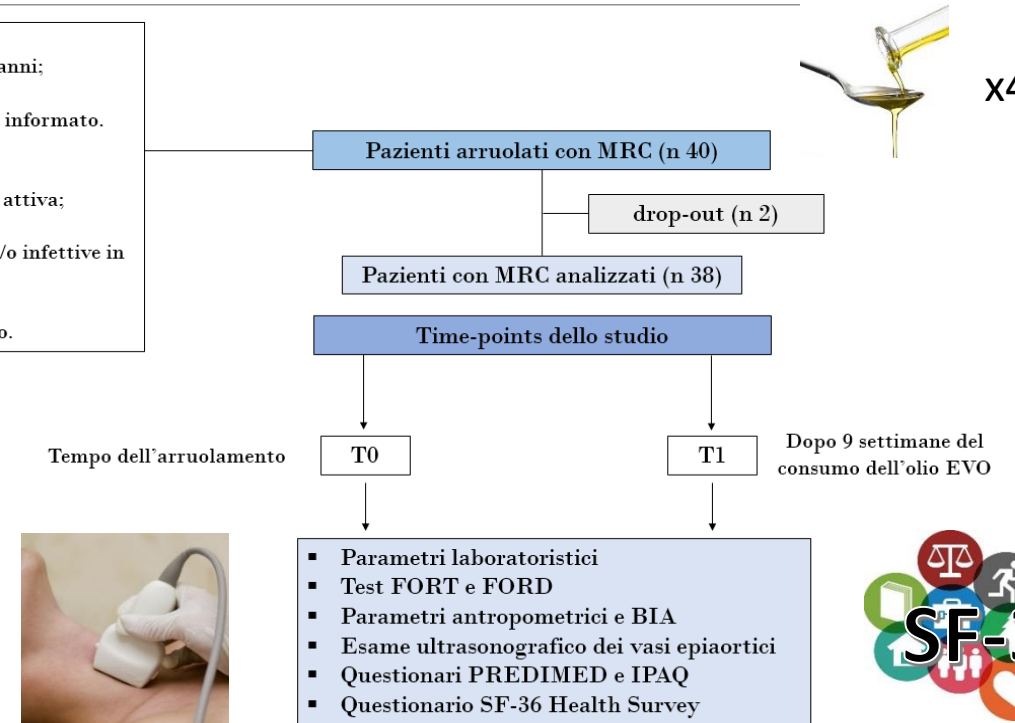 anni;
informato.
attiva;
/o infettive in
o.
x4
Pazienti arruolati con MRC (n 40)
drop-out (n 2)
Pazienti con MRC analizzati (n 38)
Time-points dello studio
Tempo dell'arruolamento
T0
T1
Dopo 9 settimane del
consumo dell'olio EVO
▪ Parametri laboratoristici
▪ Test FORT e FORD
▪ Parametri antropometrici e BIA
▪ Esame ultrasonografico dei vasi epiaortici
▪ Questionari PREDIMED e IPAQ
▪ Questionario SF-36 Health Survey
SF-3